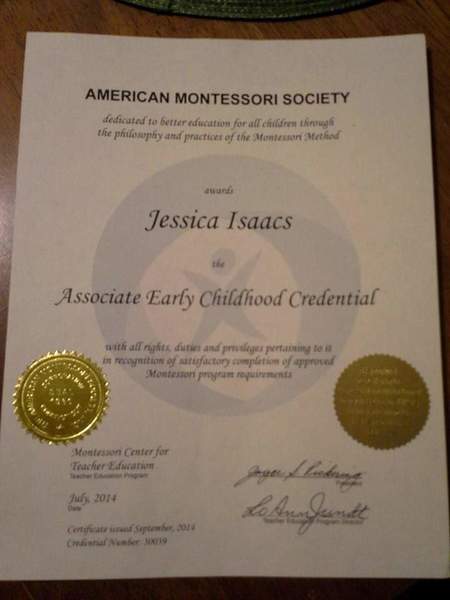 AMERICAN MONTESSORI SOCIETY
dedicated to better education for all children through
the philosophy and practices of the Montessori Method
awards
Jessica Isaacs
the
Associate Early Childhood Credential
with all rights, duties and privileges pertaining to it
in recognition of satisfactory completion of approved
Montessori program requirements
Montessori Center for
Teacher Education
Teacher Education Program
President
July, 2014
Date
Teacher Education Program Director
Certificate issued September, 2014
Credential Number 30039